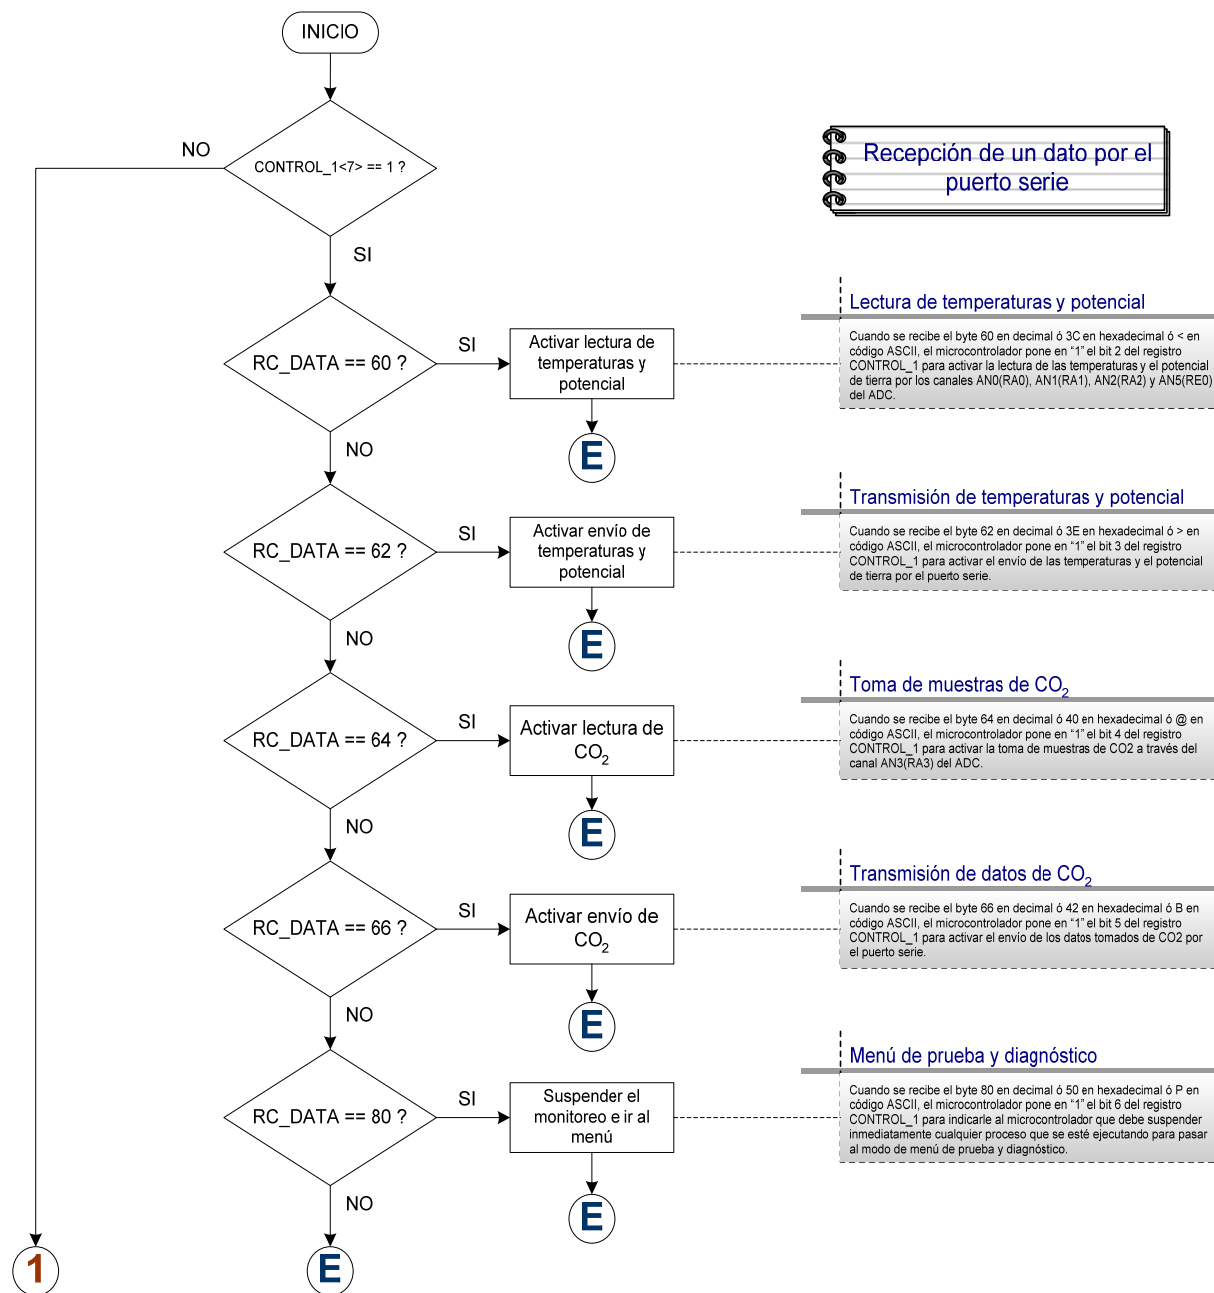 INICIO
NO
CONTROL_1<7> == 1 ?
SI
Recepción de un dato por el
puerto serie
RC_DATA == 60 ?
SI
Activar lectura de
temperaturas y
potencial
E
NO
Lectura de temperaturas y potencial
Cuando se recibe el byte 60 en decimal ó 3C en hexadecimal ó < en
código ASCII, el microcontrolador pone en “1” el bit 2 del registro
CONTROL_1 para activar la lectura de las temperaturas y el potencial
de tierra por los canales AN0(RA0), AN1(RA1), AN2(RA2) y AN5(RE0)
del ADC.
RC_DATA == 62 ?
SI
Activar envío de
temperaturas y
potencial
E
NO
Transmisión de temperaturas y potencial
Cuando se recibe el byte 62 en decimal ó 3E en hexadecimal ó > en
código ASCII, el microcontrolador pone en “1” el bit 3 del registro
CONTROL_1 para activar el envío de las temperaturas y el potencial
de tierra por el puerto serie.
RC_DATA == 64 ?
SI
Activar lectura de
CO2
E
NO
Toma de muestras de CO2
Cuando se recibe el byte 64 en decimal ó 40 en hexadecimal ó @ en
código ASCII, el microcontrolador pone en “1” el bit 4 del registro
CONTROL_1 para activar la toma de muestras de CO2 a través del
canal AN3(RA3) del ADC.
RC_DATA == 66 ?
SI
Activar envío de
CO2
E
NO
Transmisión de datos de CO2
Cuando se recibe el byte 66 en decimal ó 42 en hexadecimal ó B en
código ASCII, el microcontrolador pone en “1” el bit 5 del registro
CONTROL_1 para activar el envío de los datos tomados de CO2 por
el puerto serie.
RC_DATA == 80 ?
SI
Suspender el
monitoreo e ir al
menú
E
NO
Menú de prueba y diagnóstico
Cuando se recibe el byte 80 en decimal ó 50 en hexadecimal ó P en
código ASCII, el microcontrolador pone en “1” el bit 6 del registro
CONTROL_1 para indicarle al microcontrolador que debe suspender
inmediatamente cualquier proceso que se esté ejecutando para pasar
al modo de menú de prueba y diagnóstico.
1
E